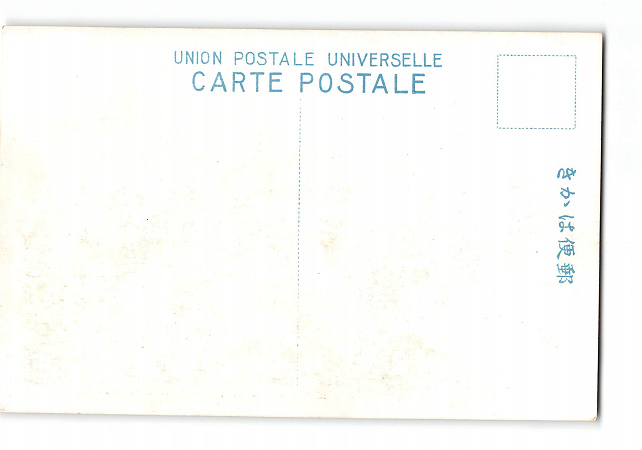 UNION POSTALE UNIVERSELLE
CARTE POSTALE
きかは便郵